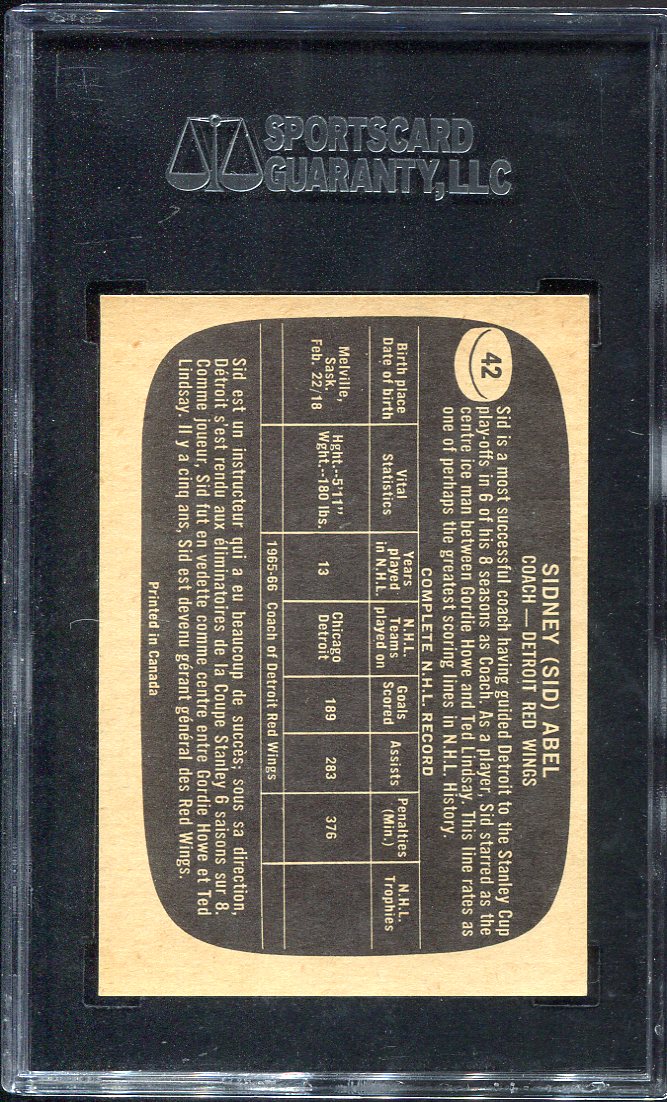 SPORTSCARD
GUARANTY, LLC
42
SIDNEY (SID) ABEL
COACH — DETROIT RED WINGS
Sid is a most successful coach having guided Detroit to the Stanley Cup
play-offs in 6 of his 8 seasons as Coach. As a player, Sid starred as the
centre ice man between Gordie Howe and Ted Lindsay. This line rates as
one of perhaps the greatest scoring lines in N.H.L. History.
COMPLETE N.H.L. RECORD
Birth place
Date of birth
Vital
Statistics
Years
played
in N.H.L.
N.H.L.
Teams
played on
Goals
Scored
Assists
Penalties
(Min.)
N.H.L.
Trophies
Melville,
Sask.
Feb. 22/18
Hght.--5'11"
Wght.--180 lbs.
13
Chicago
Detroit
189
283
376
1965-66 Coach of Detroit Red Wings
Sid est un instructeur qui a eu beaucoup de succès; sous sa direction,
Détroit s'est rendu aux éliminatoires de la Coupe Stanley 6 saisons sur 8.
Comme joueur, Sid fut en vedette comme centre entre Gordie Howe et Ted
Lindsay. Il y a cinq ans, Sid est devenu gérant général des Red Wings.
Printed in Canada